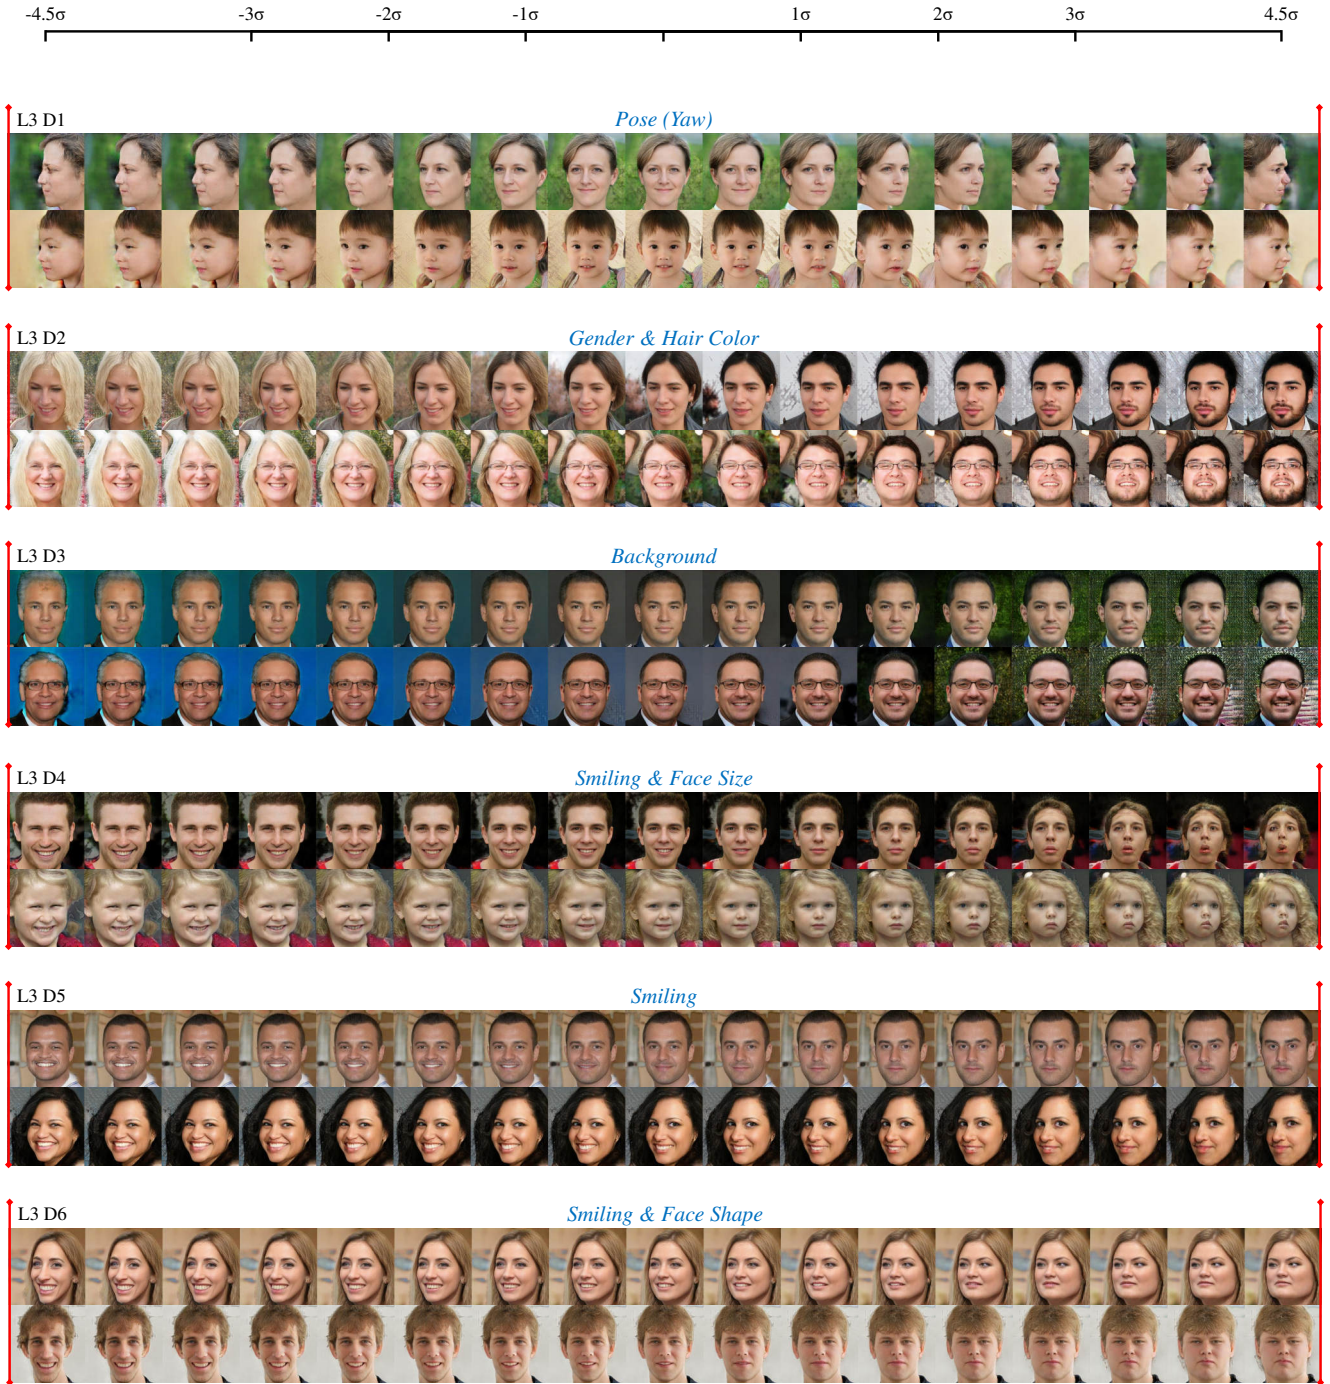 -4.5σ -3σ -2σ -1σ 1σ 2σ 3σ 4.5σ
L3 D1 Pose (Yaw)
L3 D2 Gender & Hair Color
L3 D3 Background
L3 D4 Smiling & Face Size
L3 D5 Smiling
L3 D6 Smiling & Face Shape